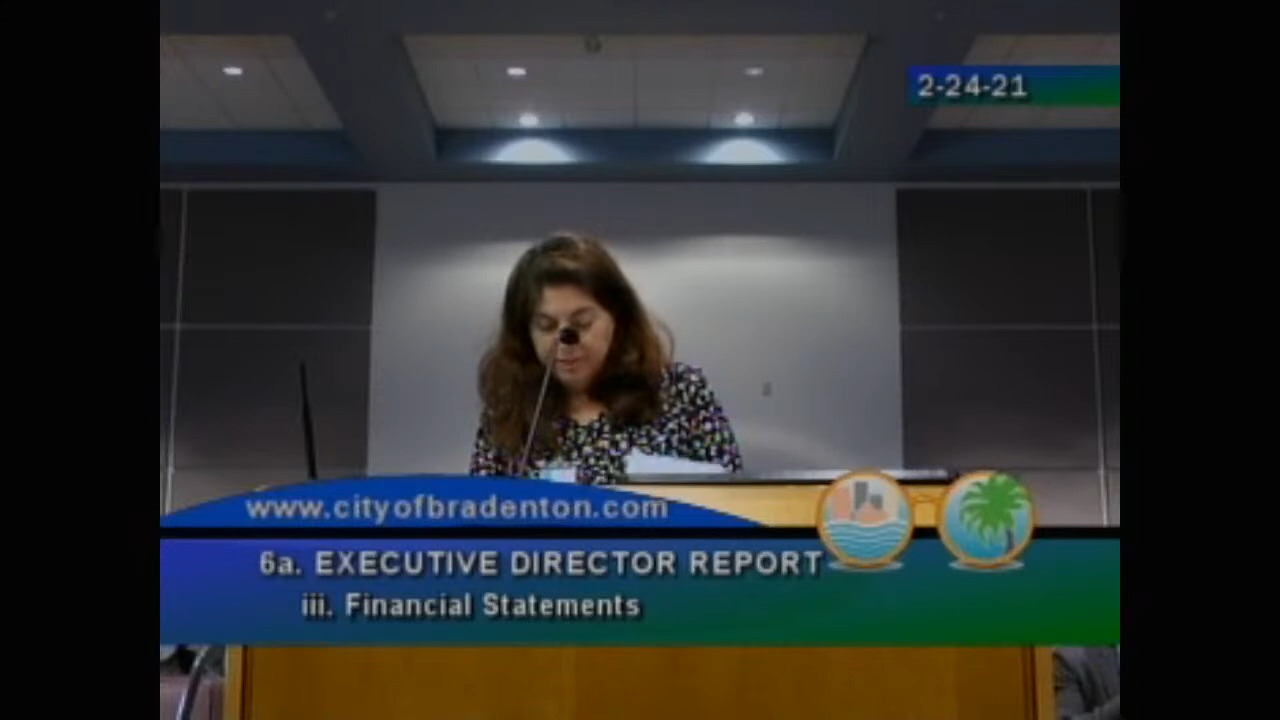 2-24-21
www.cityofbradenton.com
6a. EXECUTIVE DIRECTOR REPORT
iii. Financial Statements